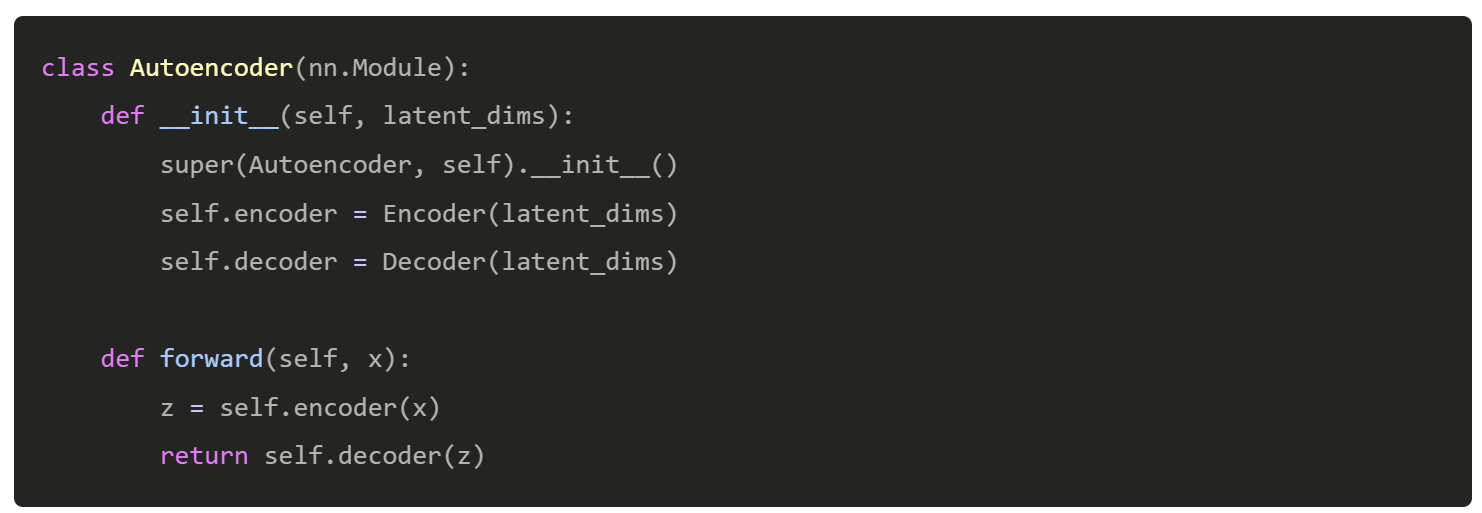 class Autoencoder(nn.Module):
    def __init__(self, latent_dims):
        super(Autoencoder, self).__init__()
        self.encoder = Encoder(latent_dims)
        self.decoder = Decoder(latent_dims)

    def forward(self, x):
        z = self.encoder(x)
        return self.decoder(z)